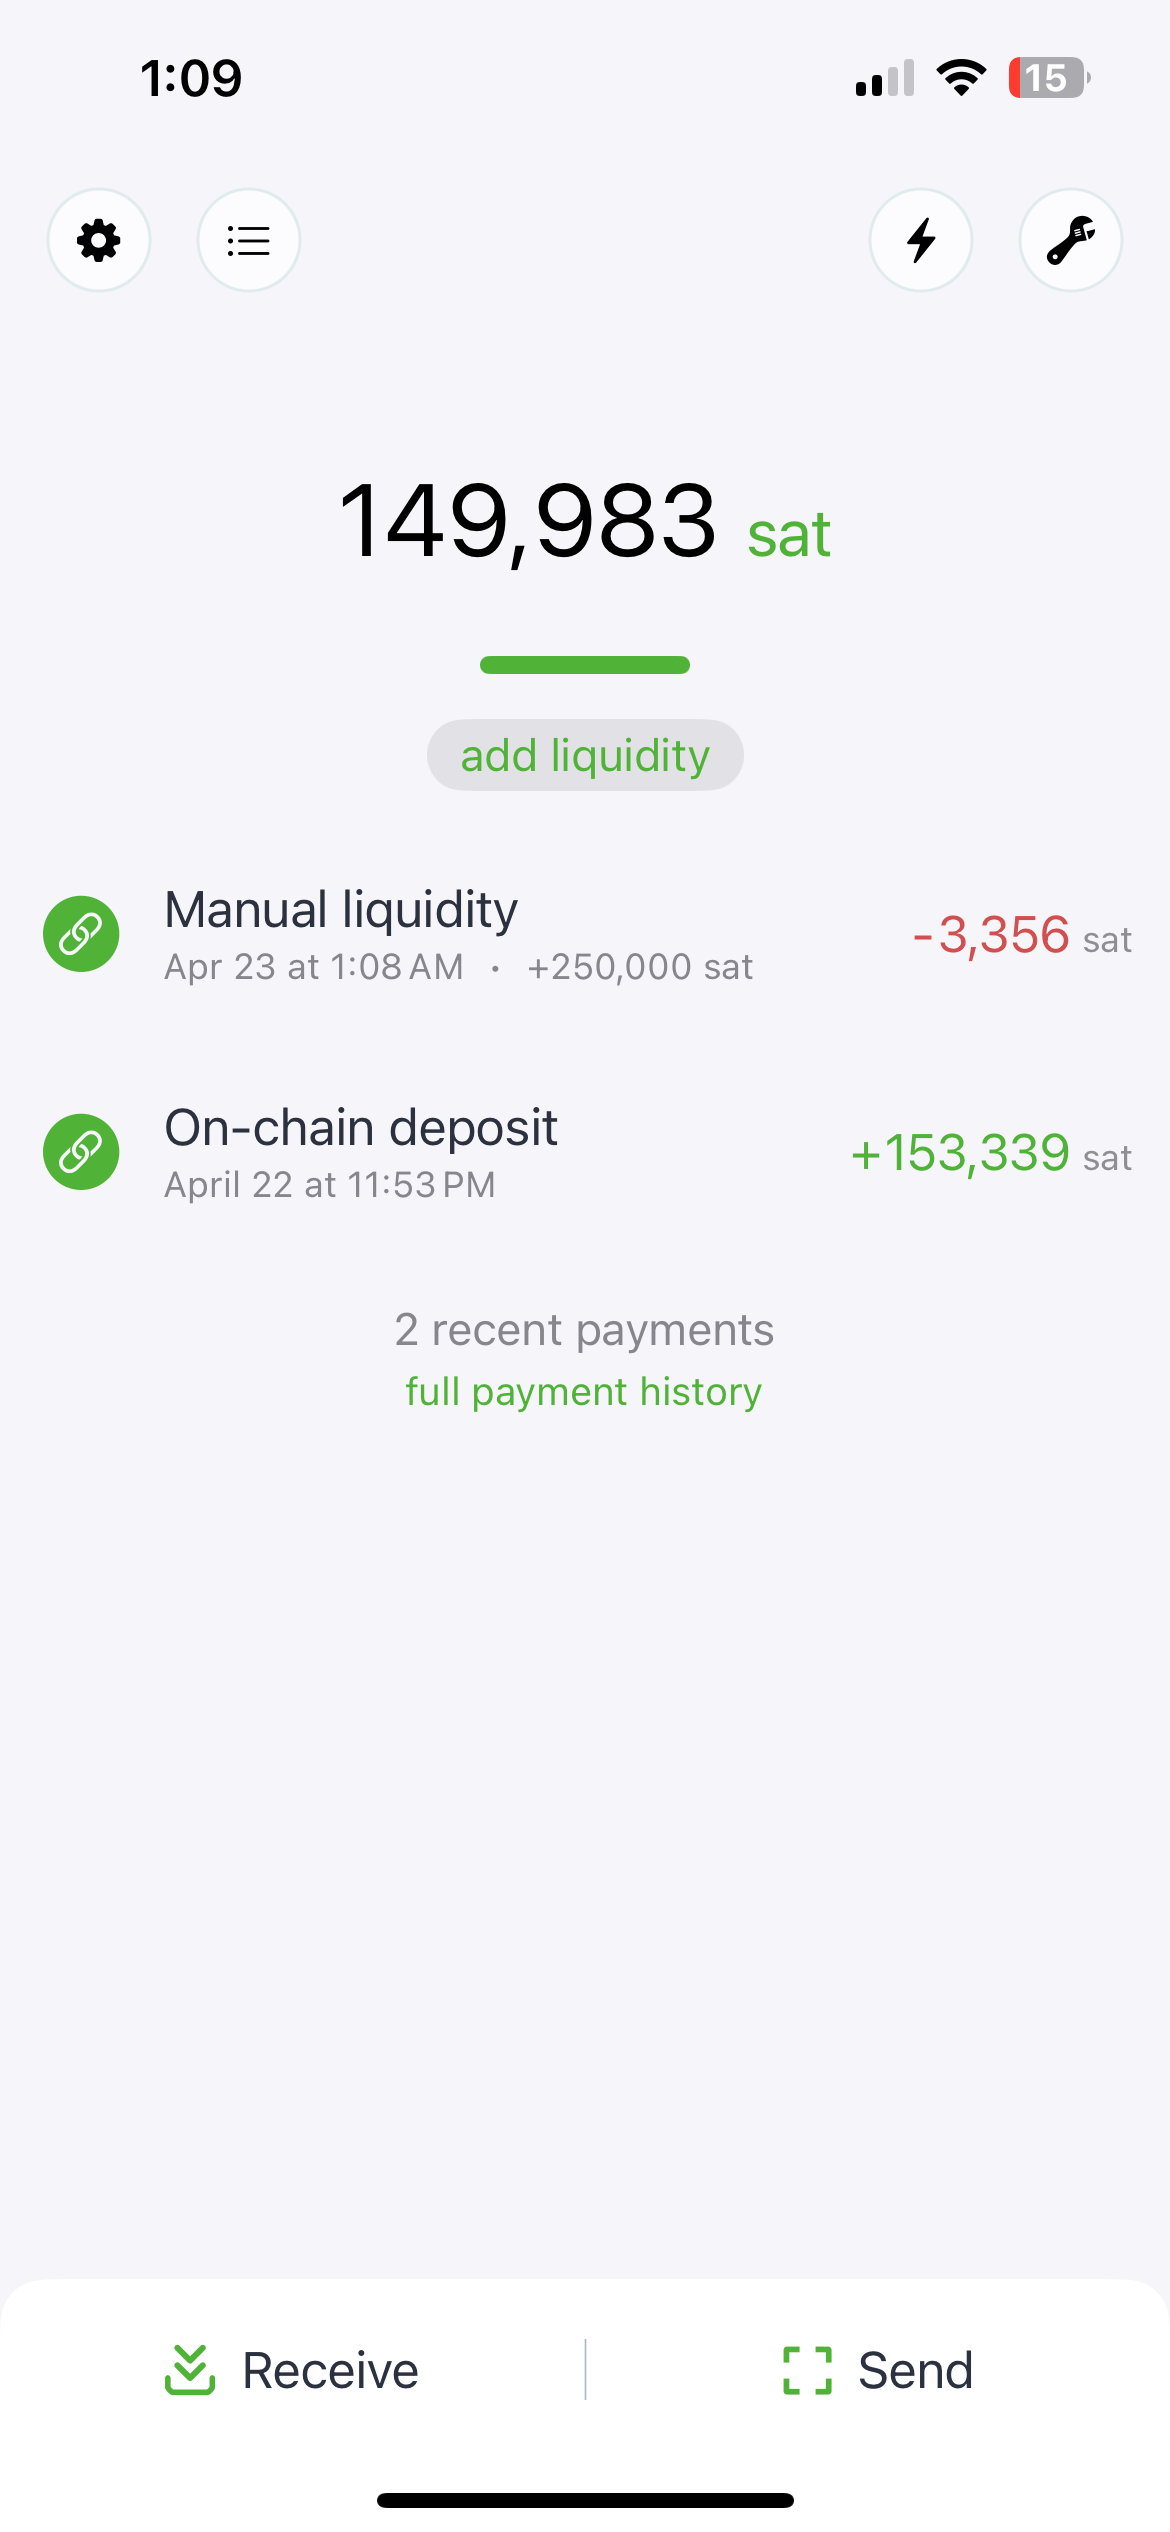 1:09
15
149,983 sat
add liquidity
Manual liquidity
-3,356 sat
Apr 23 at 1:08 AM • +250,000 sat
On-chain deposit
+153,339 sat
April 22 at 11:53 PM
2 recent payments
full payment history
Receive
Send